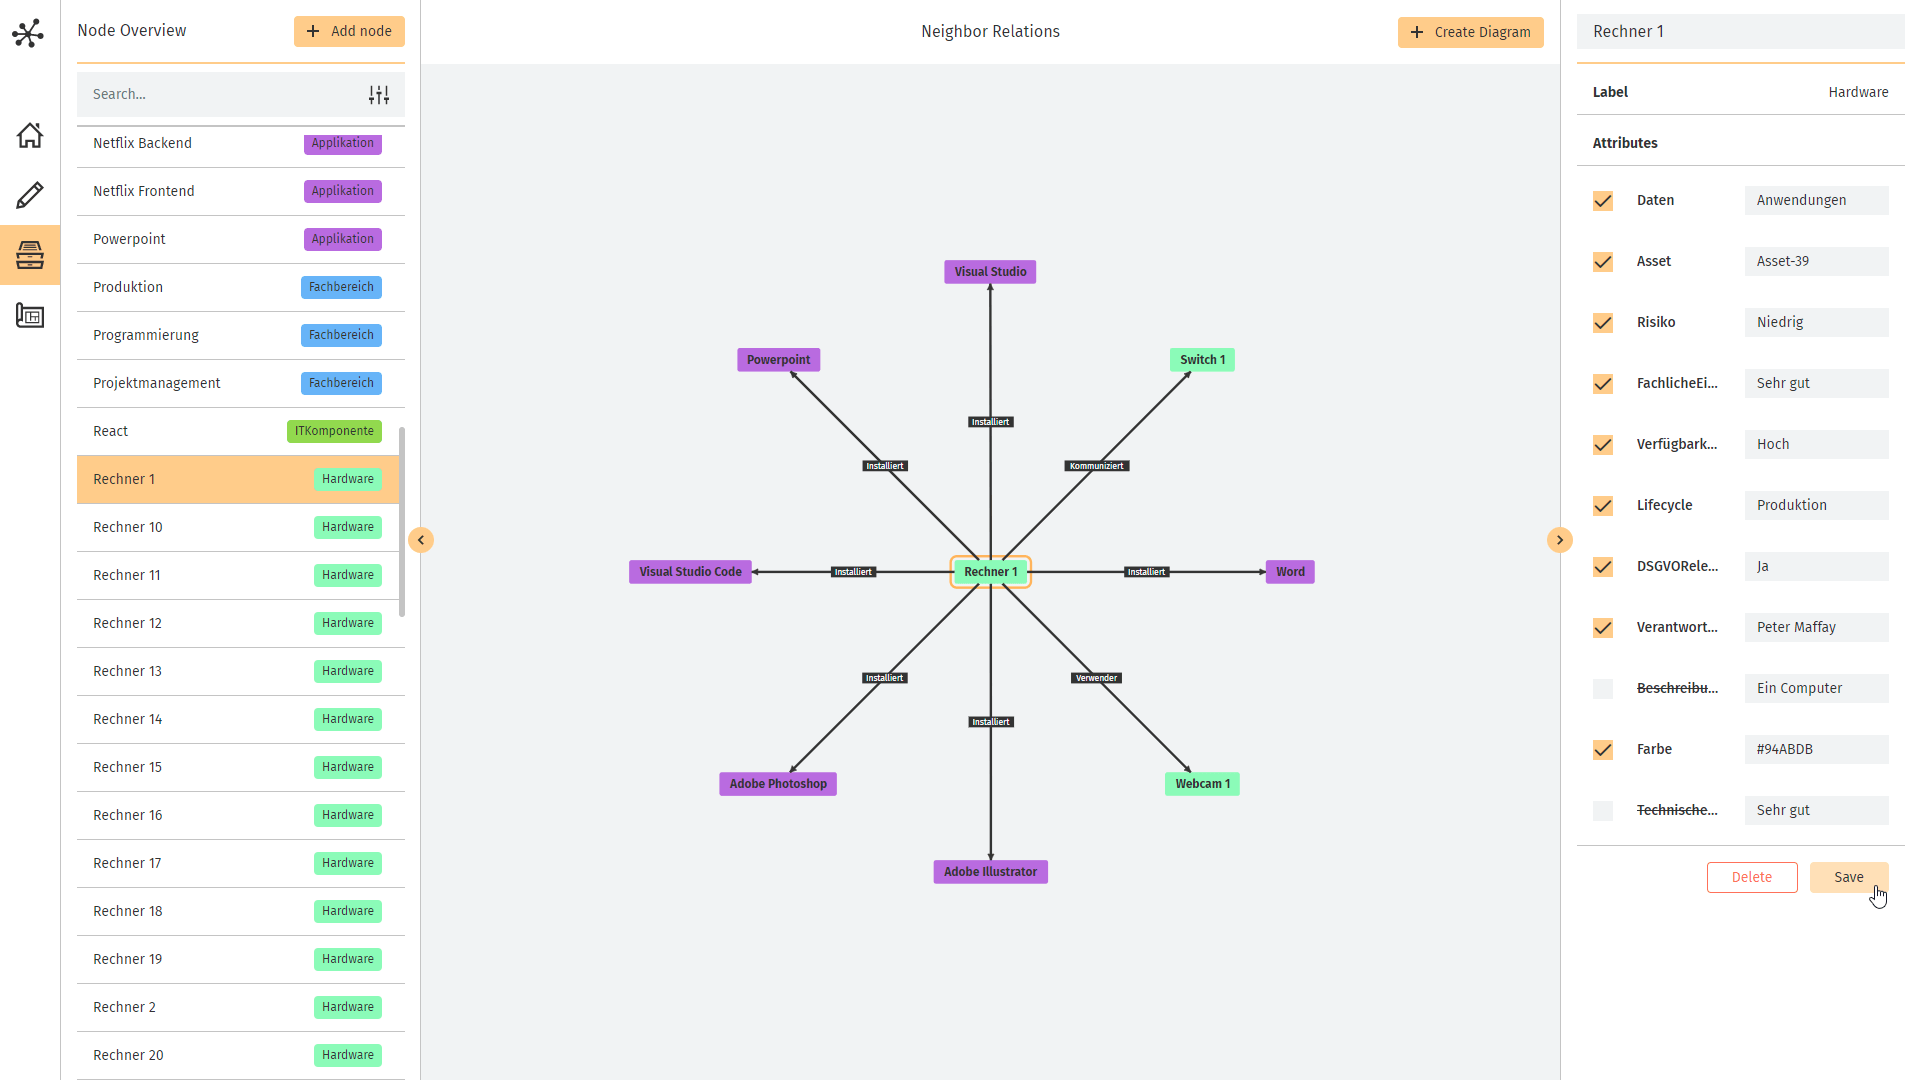 Node Overview
Add node
Search...
Netflix Backend Applikation
Netflix Frontend Applikation
Powerpoint Applikation
Produktion Fachbereich
Programmierung Fachbereich
Projektmanagement Fachbereich
React ITKomponente
Rechner 1 Hardware
Rechner 10 Hardware
Rechner 11 Hardware
Rechner 12 Hardware
Rechner 13 Hardware
Rechner 14 Hardware
Rechner 15 Hardware
Rechner 16 Hardware
Rechner 17 Hardware
Rechner 18 Hardware
Rechner 19 Hardware
Rechner 2 Hardware
Rechner 20 Hardware
Neighbor Relations
Create Diagram
Visual Studio
Powerpoint
Switch 1
Installiert
Installiert
Kommuniziert
Visual Studio Code
Installiert
Rechner 1
Installiert
Word
Installiert
Verwender
Installiert
Adobe Photoshop
Webcam 1
Adobe Illustrator
Rechner 1
Label Hardware
Attributes
Daten Anwendungen
Asset Asset-39
Risiko Niedrig
FachlicheEi... Sehr gut
Verfügbark... Hoch
Lifecycle Produktion
DSGVORele... Ja
Verantwort... Peter Maffay
Beschreibu... Ein Computer
Farbe #94ABDB
Technische... Sehr gut
Delete
Save